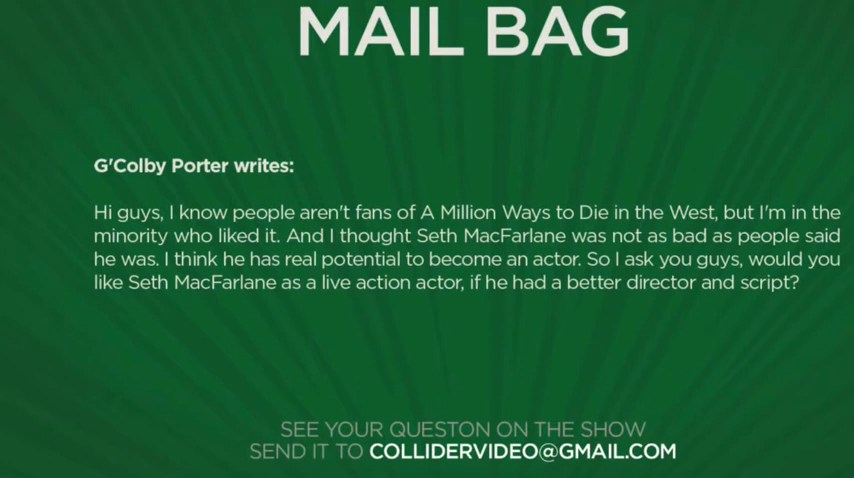 MAIL BAG
G'Colby Porter writes:
Hi guys, I know people aren't fans of A Million Ways to Die in the West, but I'm in the
minority who liked it. And I thought Seth MacFarlane was not as bad as people said
he was. I think he has real potential to become an actor. So I ask you guys, would you
like Seth MacFarlane as a live action actor, if he had a better director and script?
SEE YOUR QUESTON ON THE SHOW
SEND IT TO COLLIDERVIDEO@GMAIL.COM